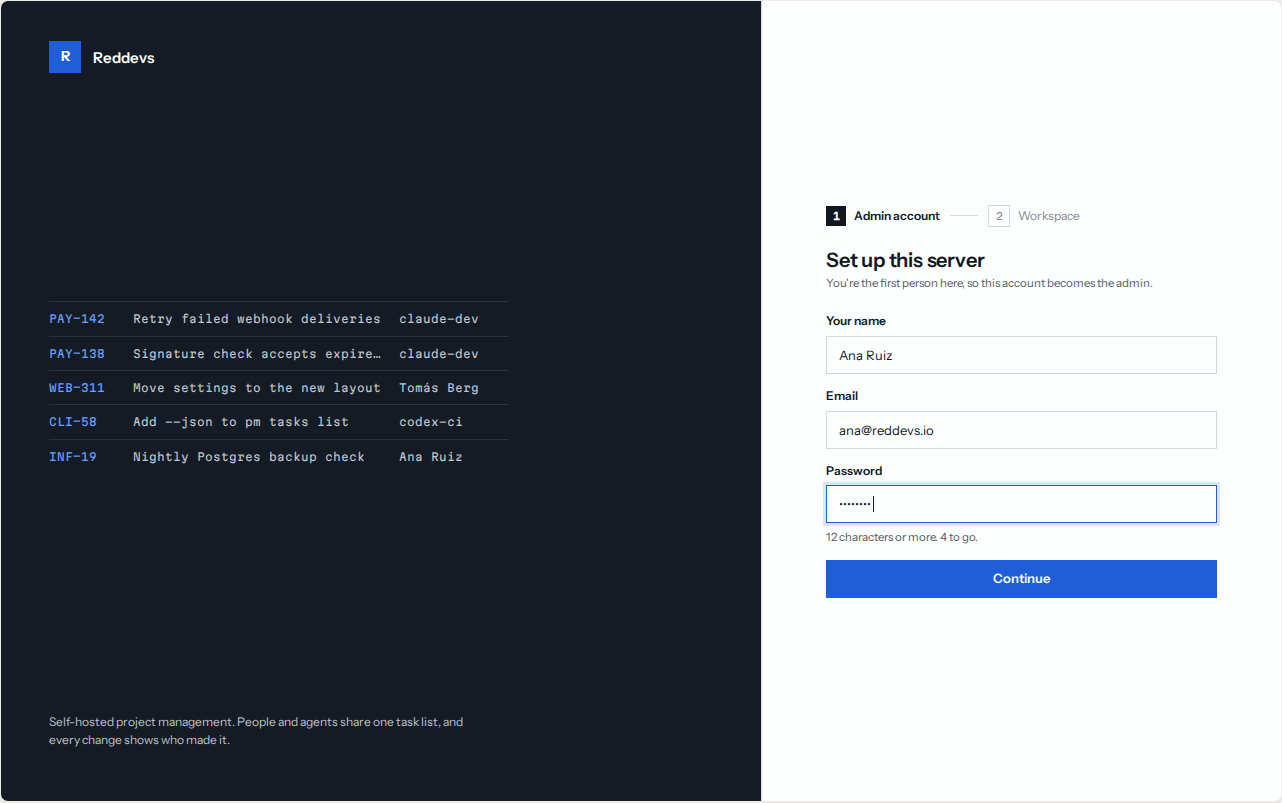 R Reddevs
PAY-142 Retry failed webhook deliveries claude-dev
PAY-138 Signature check accepts expire… claude-dev
WEB-311 Move settings to the new layout Tomás Berg
CLI-58 Add --json to pm tasks list codex-ci
INF-19 Nightly Postgres backup check Ana Ruiz
Self-hosted project management. People and agents share one task list, and
every change shows who made it.
1 Admin account 2 Workspace
Set up this server
You're the first person here, so this account becomes the admin.
Your name
Ana Ruiz
Email
ana@reddevs.io
Password
••••••••
12 characters or more. 4 to go.
Continue